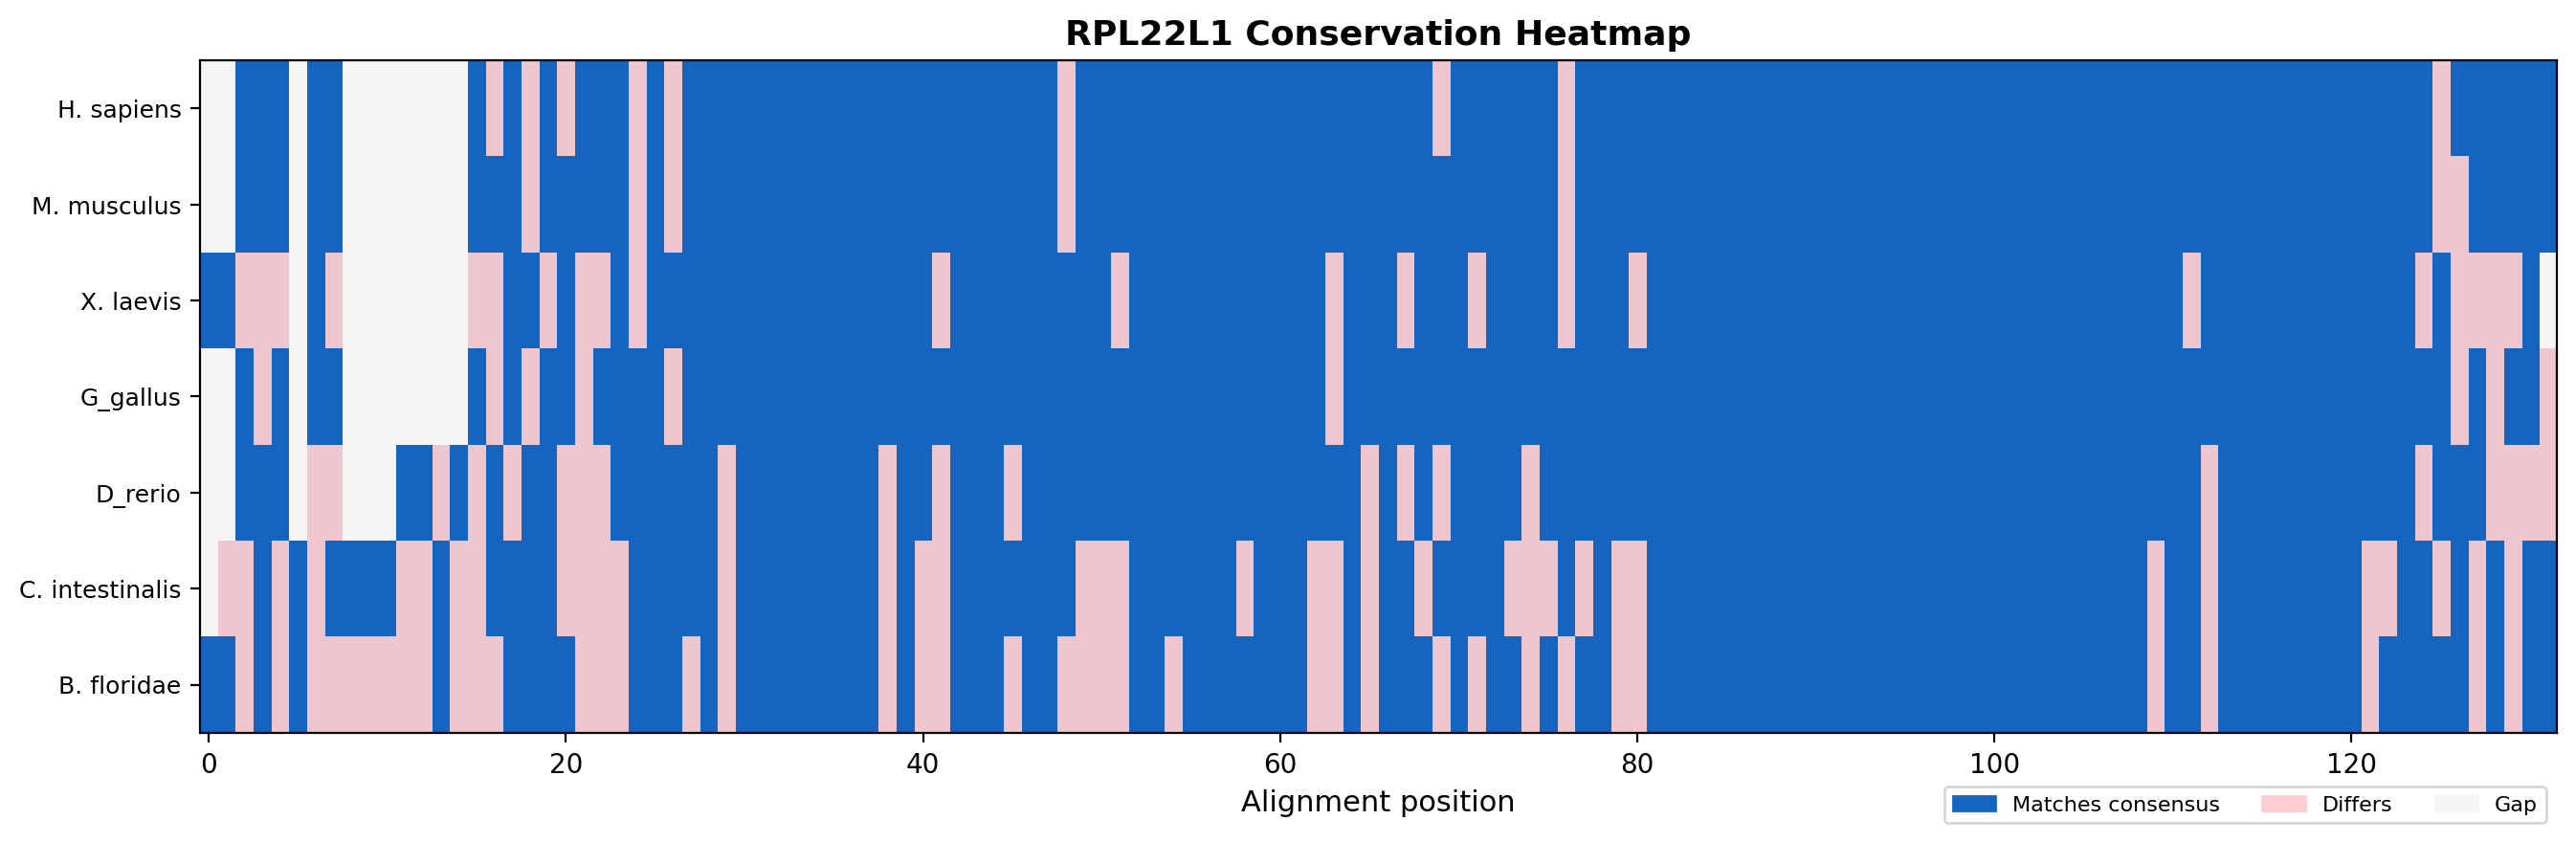 RPL22L1 Conservation Heatmap
H. sapiens
M. musculus
X. laevis
G_gallus
D_rerio
C. intestinalis
B. floridae
0 20 40 60 80 100 120
Alignment position
Matches consensus Differs Gap